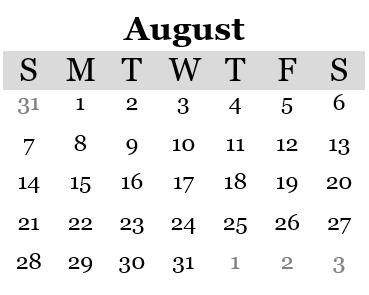 August
S M T W T F S
31 1 2 3 4 5 6
7 8 9 10 11 12 13
14 15 16 17 18 19 20
21 22 23 24 25 26 27
28 29 30 31 1 2 3